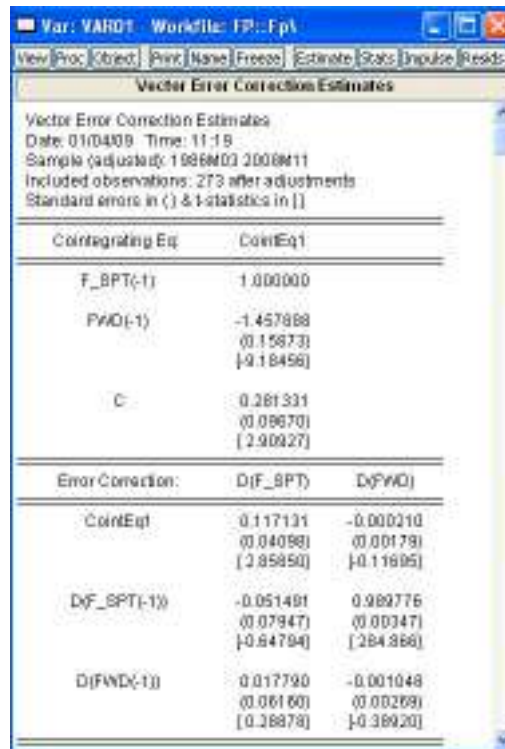 Var: VAR01 Workfile: FP::Fp\
View Proc Object Print Name Freeze Estimate Stats Impulse Resids
Vector Error Correction Estimates
Vector Error Correction Estimates
Date: 01/04/09 Time: 11:19
Sample (adjusted): 1986M03 2008M11
Included observations: 273 after adjustments
Standard errors in ( ) & t-statistics in [ ]
Cointegrating Eq: CointEq1
F_SPT(-1) 1.000000
FWD(-1) -1.457888
(0.15873)
[-9.18456]
C 0.281331
(0.09670)
[ 2.90927]
Error Correction: D(F_SPT) D(FWD)
CointEq1 0.117131 -0.000210
(0.04098) (0.00179)
[ 2.85850] [-0.11695]
D(F_SPT(-1)) -0.051491 0.989776
(0.07947) (0.00347)
[-0.64794] [ 284.866]
D(FWD(-1)) 0.017790 -0.001048
(0.06160) (0.00269)
[ 0.28878] [-0.38920]